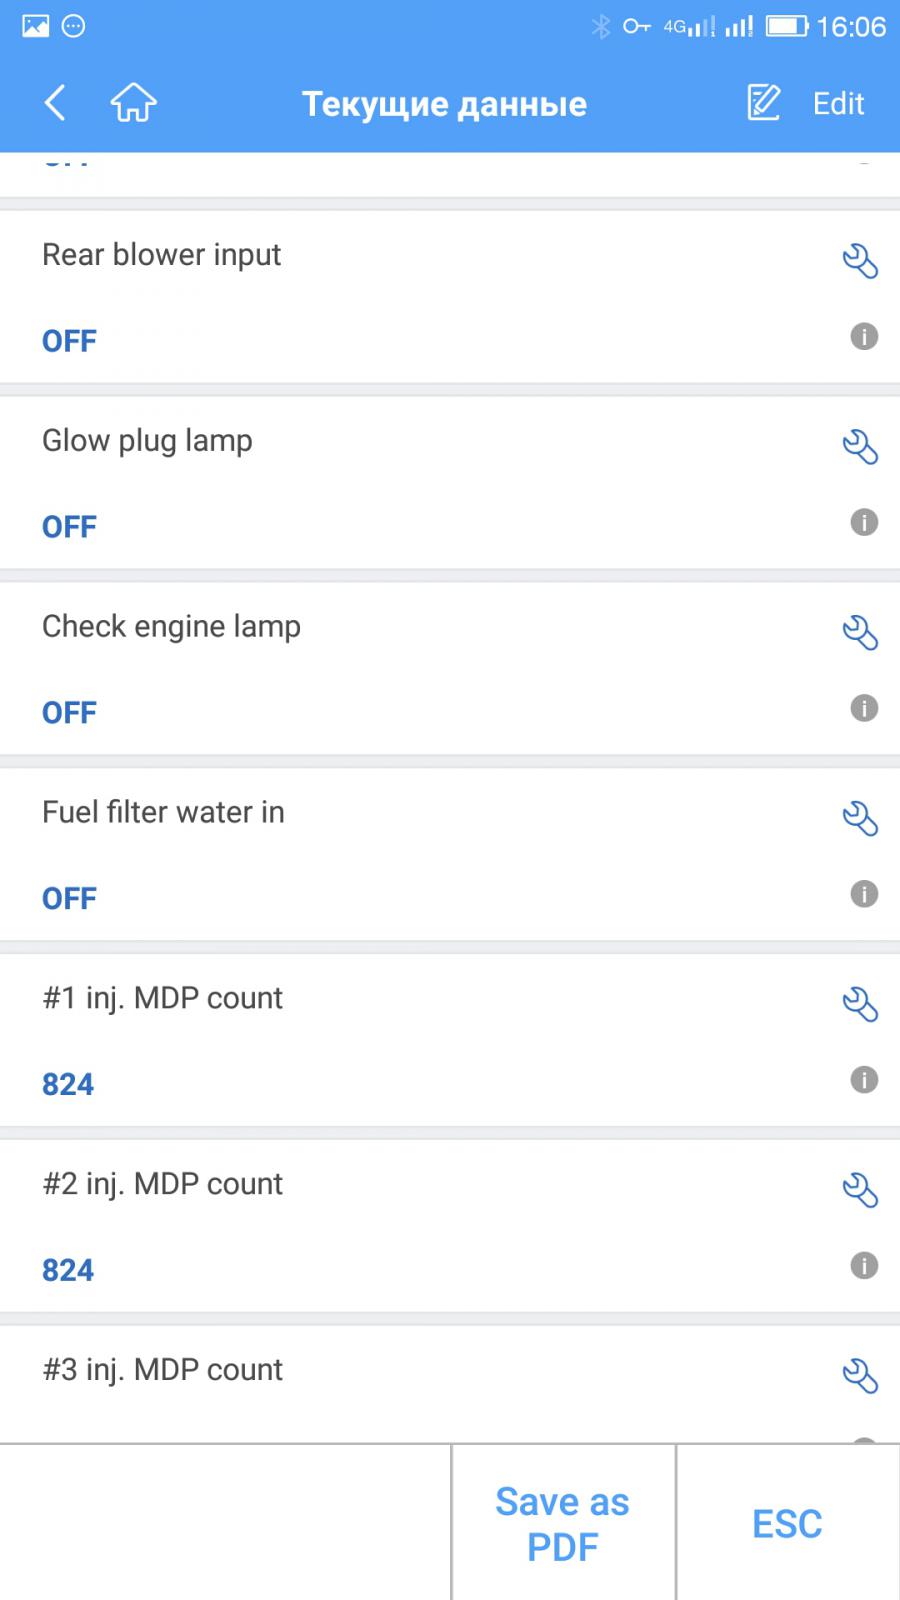 4G 16:06
Текущие данные Edit
Rear blower input
OFF
Glow plug lamp
OFF
Check engine lamp
OFF
Fuel filter water in
OFF
#1 inj. MDP count
824
#2 inj. MDP count
824
#3 inj. MDP count
Save as
PDF
ESC